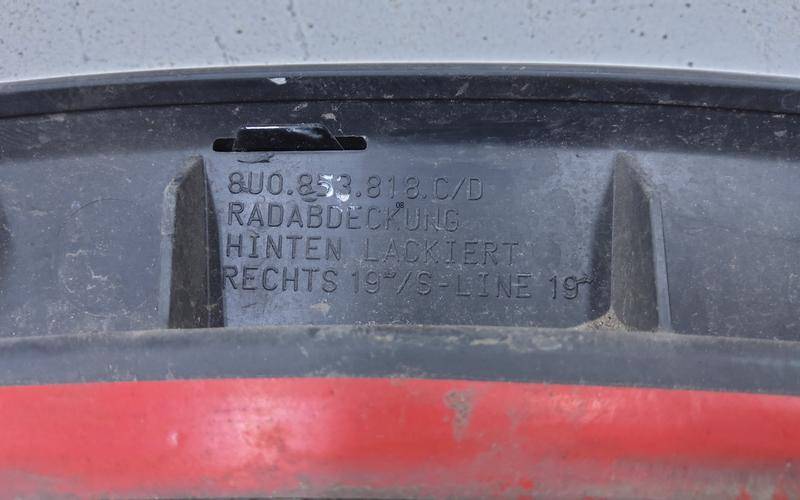 8U0.853.818.C/D
RADABDECKUNG
HINTEN LACKIERT
RECHTS 19"/S-LINE 19"